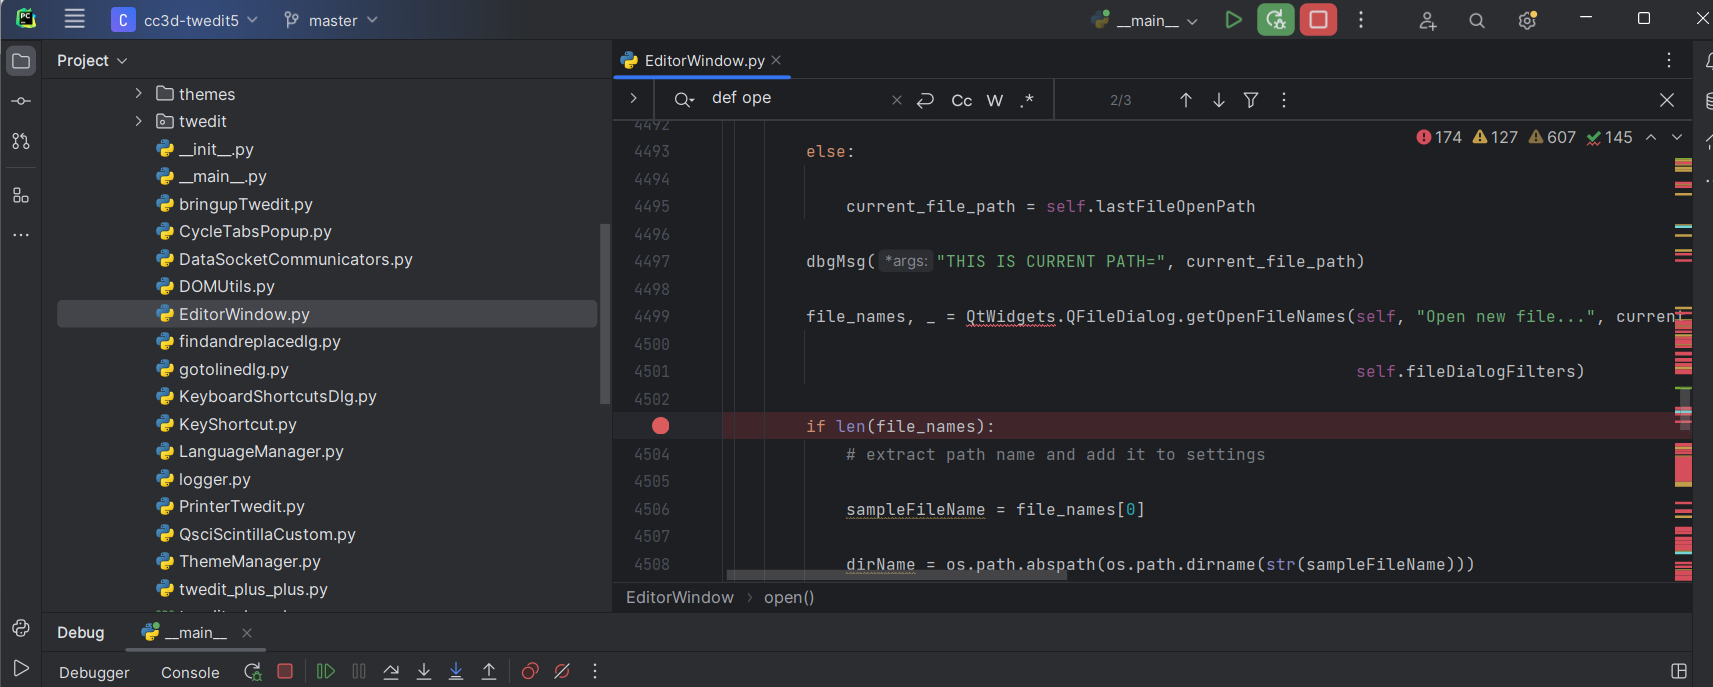 PC
C cc3d-twedit5 master __main__
Project
EditorWindow.py
def ope Cc W .* 2/3
themes
twedit
__init__.py
__main__.py
bringupTwedit.py
CycleTabsPopup.py
DataSocketCommunicators.py
DOMUtils.py
EditorWindow.py
findandreplacedlg.py
gotolinedlg.py
KeyboardShortcutsDlg.py
KeyShortcut.py
LanguageManager.py
logger.py
PrinterTwedit.py
QsciScintillaCustom.py
ThemeManager.py
twedit_plus_plus.py
174 127 607 145
4492
4493 else:
4494
4495 current_file_path = self.lastFileOpenPath
4496
4497 dbgMsg( *args: "THIS IS CURRENT PATH=", current_file_path)
4498
4499 file_names, _ = QtWidgets.QFileDialog.getOpenFileNames(self, "Open new file...", current
4500
4501 self.fileDialogFilters)
4502
if len(file_names):
4504 # extract path name and add it to settings
4505
4506 sampleFileName = file_names[0]
4507
4508 dirName = os.path.abspath(os.path.dirname(str(sampleFileName)))
EditorWindow > open()
Debug __main__
Debugger Console